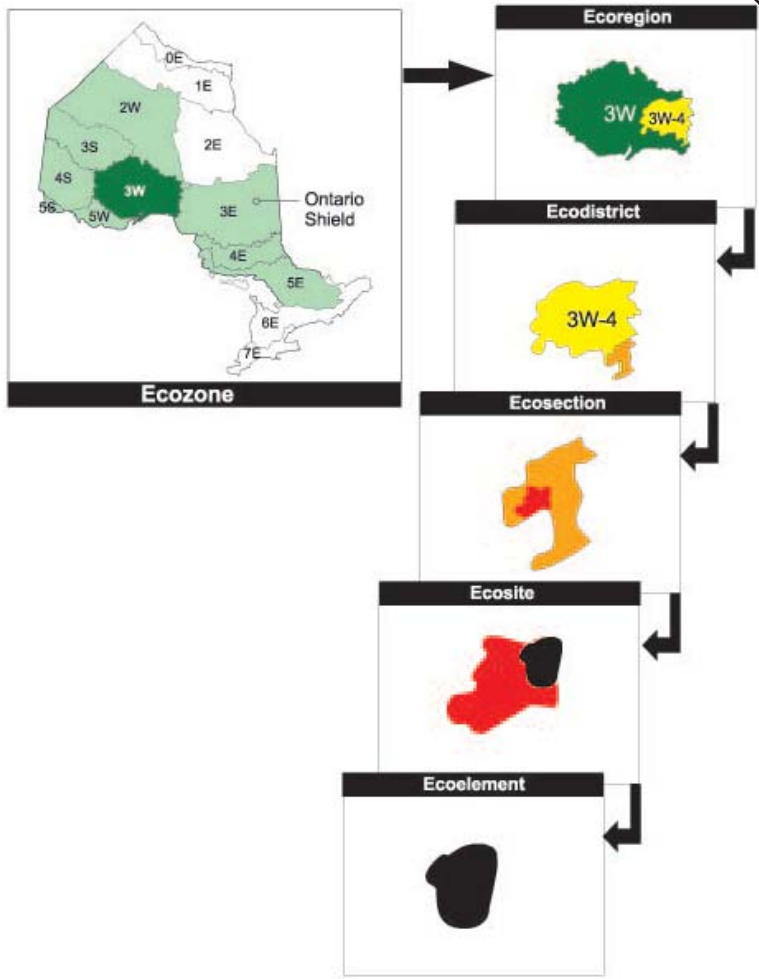 Ecoregion
0E
1E
2W
2E
3S
4S
3W
5S
5W
3E
Ontario
Shield
4E
5E
6E
7E
Ecozone
3W
3W-4
Ecodistrict
3W-4
Ecosection
Ecosite
Ecoelement